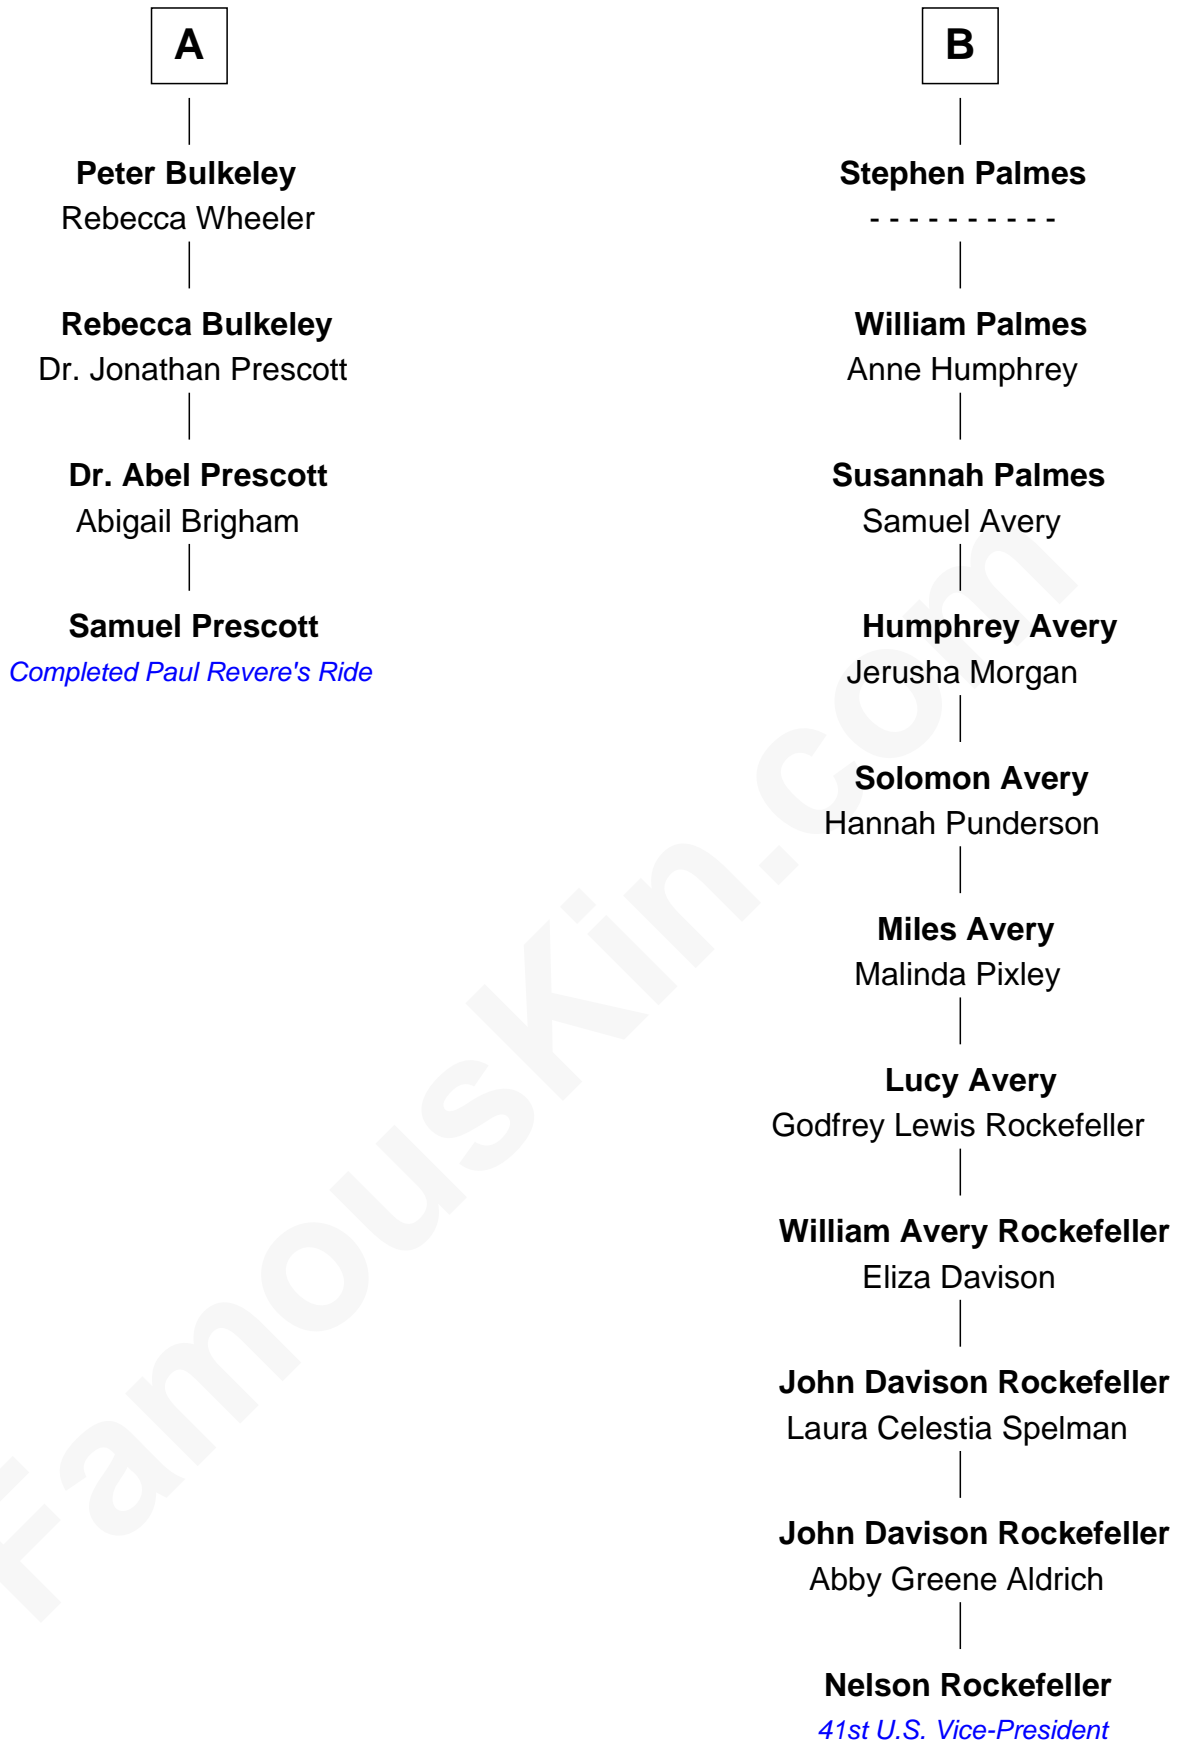 A
Peter Bulkeley
Rebecca Wheeler
Rebecca Bulkeley
Dr. Jonathan Prescott
Dr. Abel Prescott
Abigail Brigham
Samuel Prescott
Completed Paul Revere's Ride
B
Stephen Palmes
- - - - - - - - - -
William Palmes
Anne Humphrey
Susannah Palmes
Samuel Avery
Humphrey Avery
Jerusha Morgan
Solomon Avery
Hannah Punderson
Miles Avery
Malinda Pixley
Lucy Avery
Godfrey Lewis Rockefeller
William Avery Rockefeller
Eliza Davison
John Davison Rockefeller
Laura Celestia Spelman
John Davison Rockefeller
Abby Greene Aldrich
Nelson Rockefeller
41st U.S. Vice-President
FamousKin.com